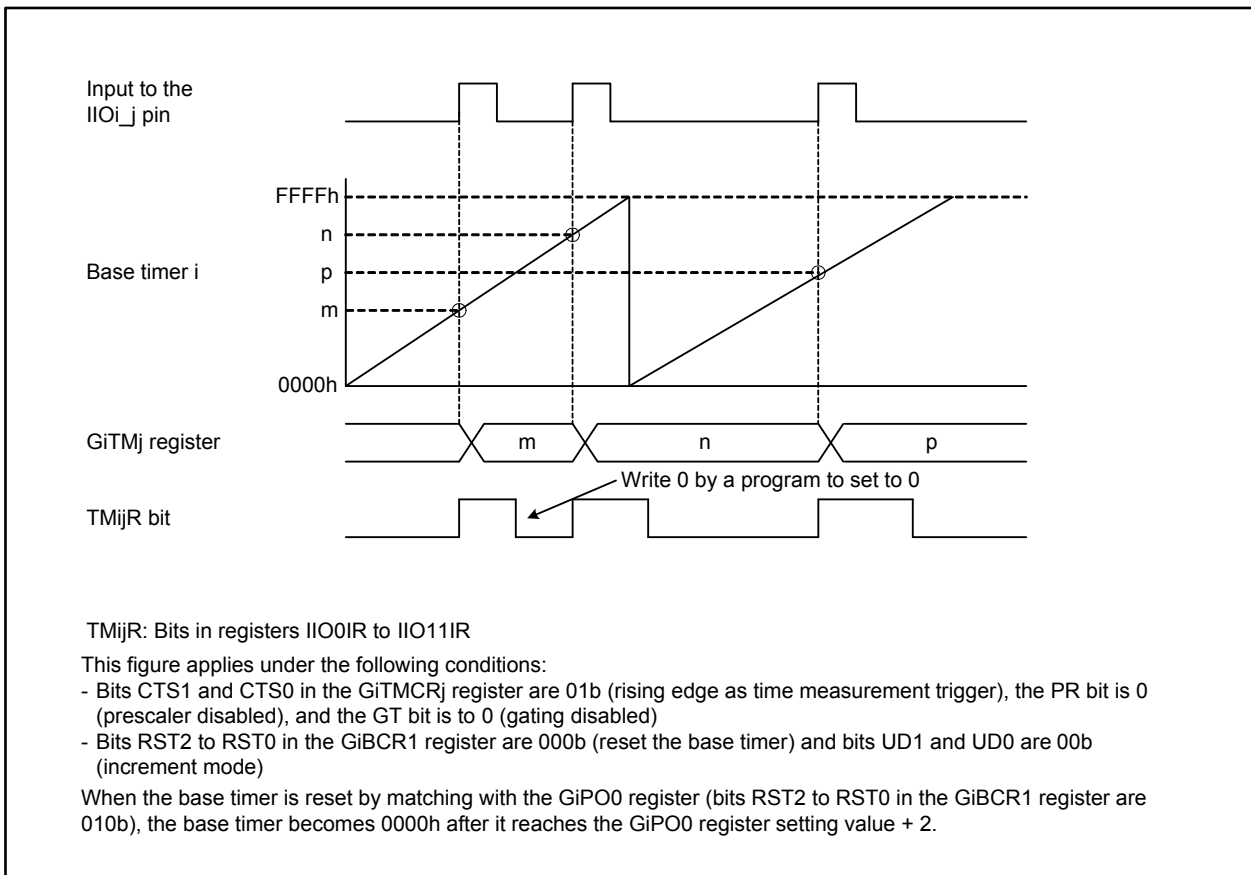 Input to the
IIOi_j pin
FFFFh
n
Base timer i
p
m
0000h
GiTMj register
m
n
p
Write 0 by a program to set to 0
TMijR bit
TMijR: Bits in registers IIO0IR to IIO11IR
This figure applies under the following conditions:
- Bits CTS1 and CTS0 in the GiTMCRj register are 01b (rising edge as time measurement trigger), the PR bit is 0
(prescaler disabled), and the GT bit is to 0 (gating disabled)
- Bits RST2 to RST0 in the GiBCR1 register are 000b (reset the base timer) and bits UD1 and UD0 are 00b
(increment mode)
When the base timer is reset by matching with the GiPO0 register (bits RST2 to RST0 in the GiBCR1 register are
010b), the base timer becomes 0000h after it reaches the GiPO0 register setting value + 2.